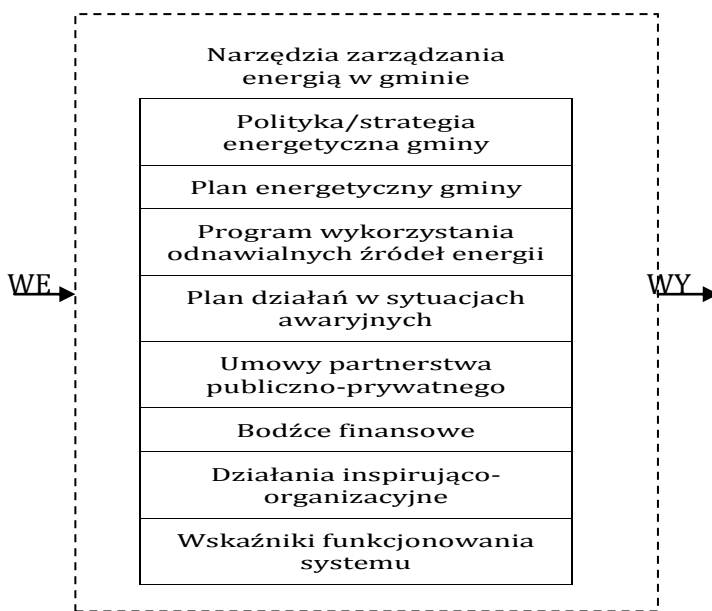 Narzędzia zarządzania
energią w gminie
Polityka/strategia
energetyczna gminy
Plan energetyczny gminy
Program wykorzystania
odnawialnych źródeł energii
WE
WY
Plan działań w sytuacjach
awaryjnych
Umowy partnerstwa
publiczno-prywatnego
Bodźce finansowe
Działania inspirująco-
organizacyjne
Wskaźniki funkcjonowania
systemu